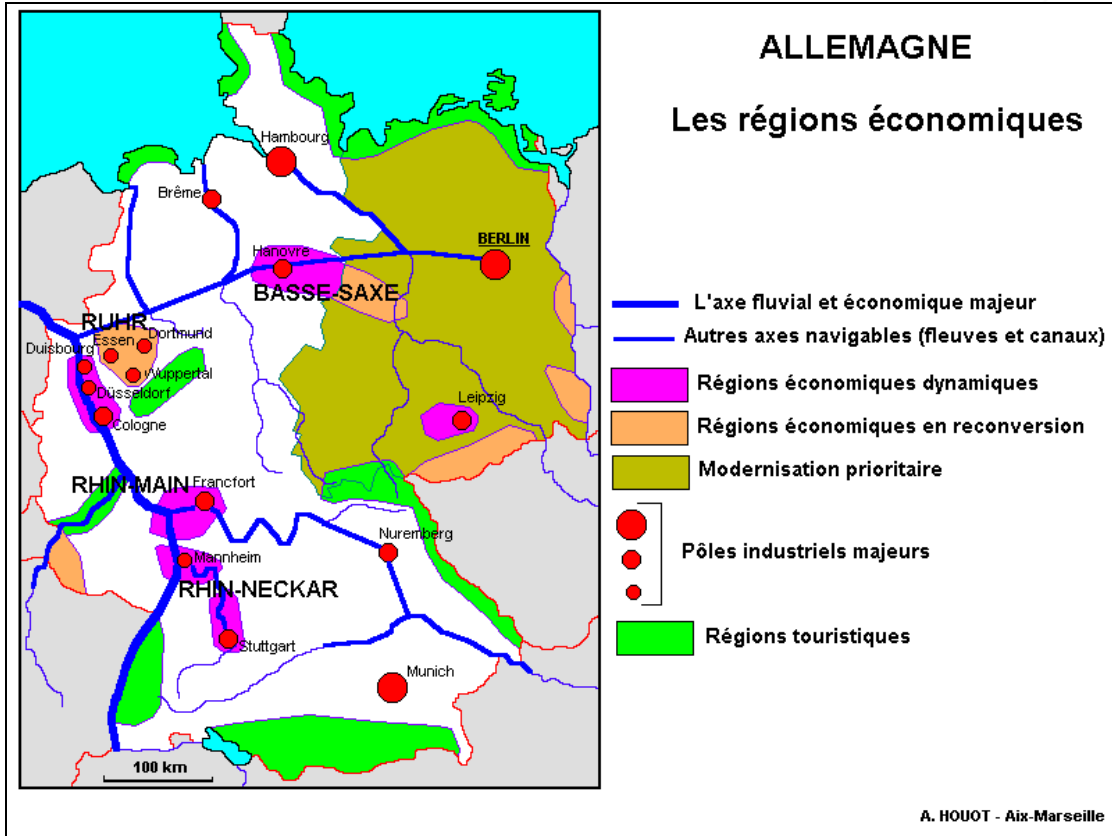 ALLEMAGNE
Les régions économiques
Hambourg
Brême
BERLIN
Hanovre
BASSE-SAXE
RUHR
Dortmund
Essen
Duisbourg
Wuppertal
Düsseldorf
Leipzig
Cologne
RHIN-MAIN
Francfort
Nuremberg
Mannheim
RHIN-NECKAR
Stuttgart
Munich
100 km
L'axe fluvial et économique majeur
Autres axes navigables (fleuves et canaux)
Régions économiques dynamiques
Régions économiques en reconversion
Modernisation prioritaire
Pôles industriels majeurs
Régions touristiques
A. HOUOT - Aix-Marseille